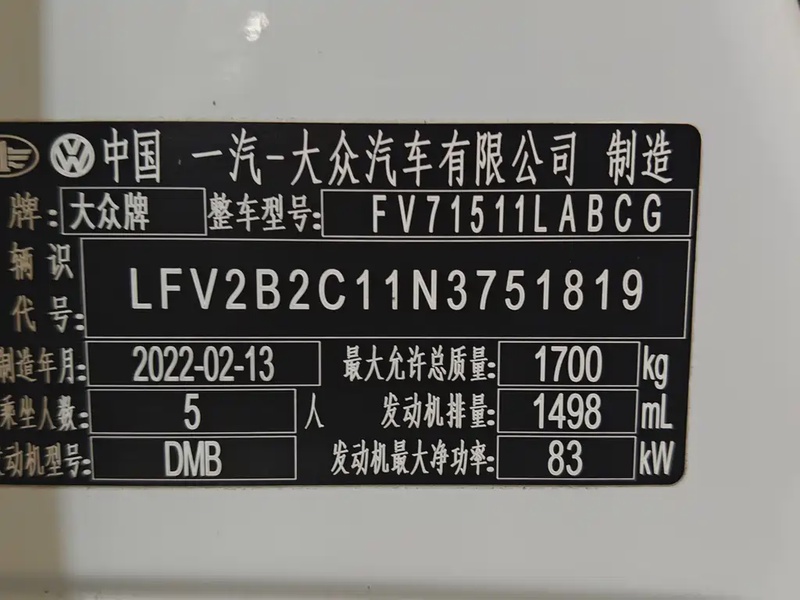 中国 一汽-大众汽车有限公司 制造
牌: 大众牌 整车型号: FV71511LABCG
辆识
代号: LFV2B2C11N3751819
制造年月: 2022-02-13 最大允许总质量: 1700 kg
乘坐人数: 5 人 发动机排量: 1498 mL
发动机型号: DMB 发动机最大净功率: 83 kW